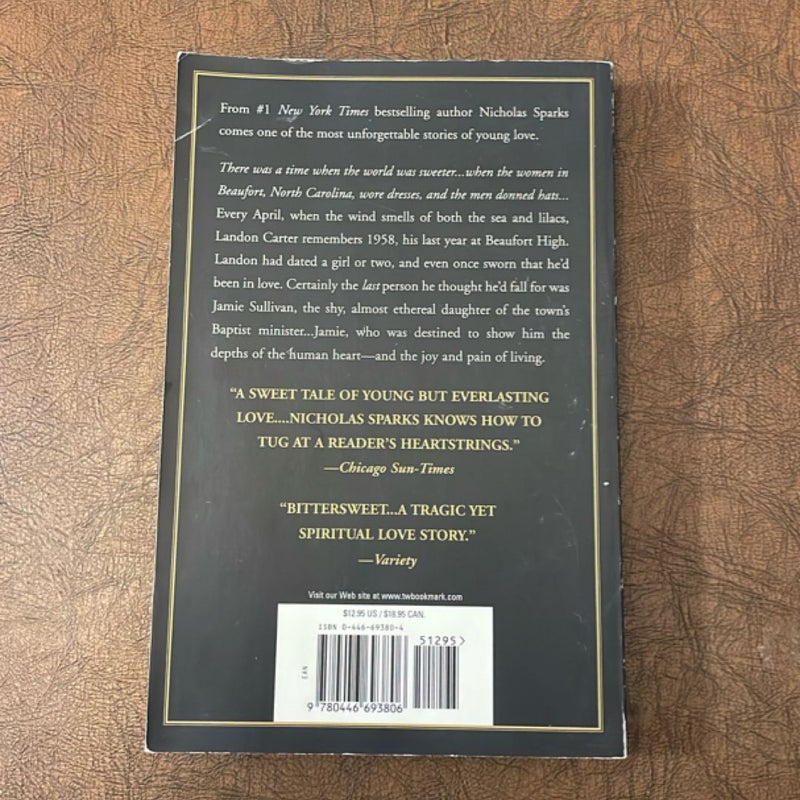 From #1 New York Times bestselling author Nicholas Sparks
comes one of the most unforgettable stories of young love.
There was a time when the world was sweeter...when the women in
Beaufort, North Carolina, wore dresses, and the men donned hats...
Every April, when the wind smells of both the sea and lilacs,
Landon Carter remembers 1958, his last year at Beaufort High.
Landon had dated a girl or two, and even once sworn that he'd
been in love. Certainly the last person he thought he'd fall for was
Jamie Sullivan, the shy, almost ethereal daughter of the town's
Baptist minister...Jamie, who was destined to show him the
depths of the human heart—and the joy and pain of living.
“A SWEET TALE OF YOUNG BUT EVERLASTING
LOVE....NICHOLAS SPARKS KNOWS HOW TO
TUG AT A READER'S HEARTSTRINGS.”
—Chicago Sun-Times
“BITTERSWEET...A TRAGIC YET
SPIRITUAL LOVE STORY.”
—Variety
Visit our Web site at www.twbookmark.com
$12.95 US / $18.95 CAN.
ISBN 0-446-69380-4
51295>
EAN
9 780446 693806